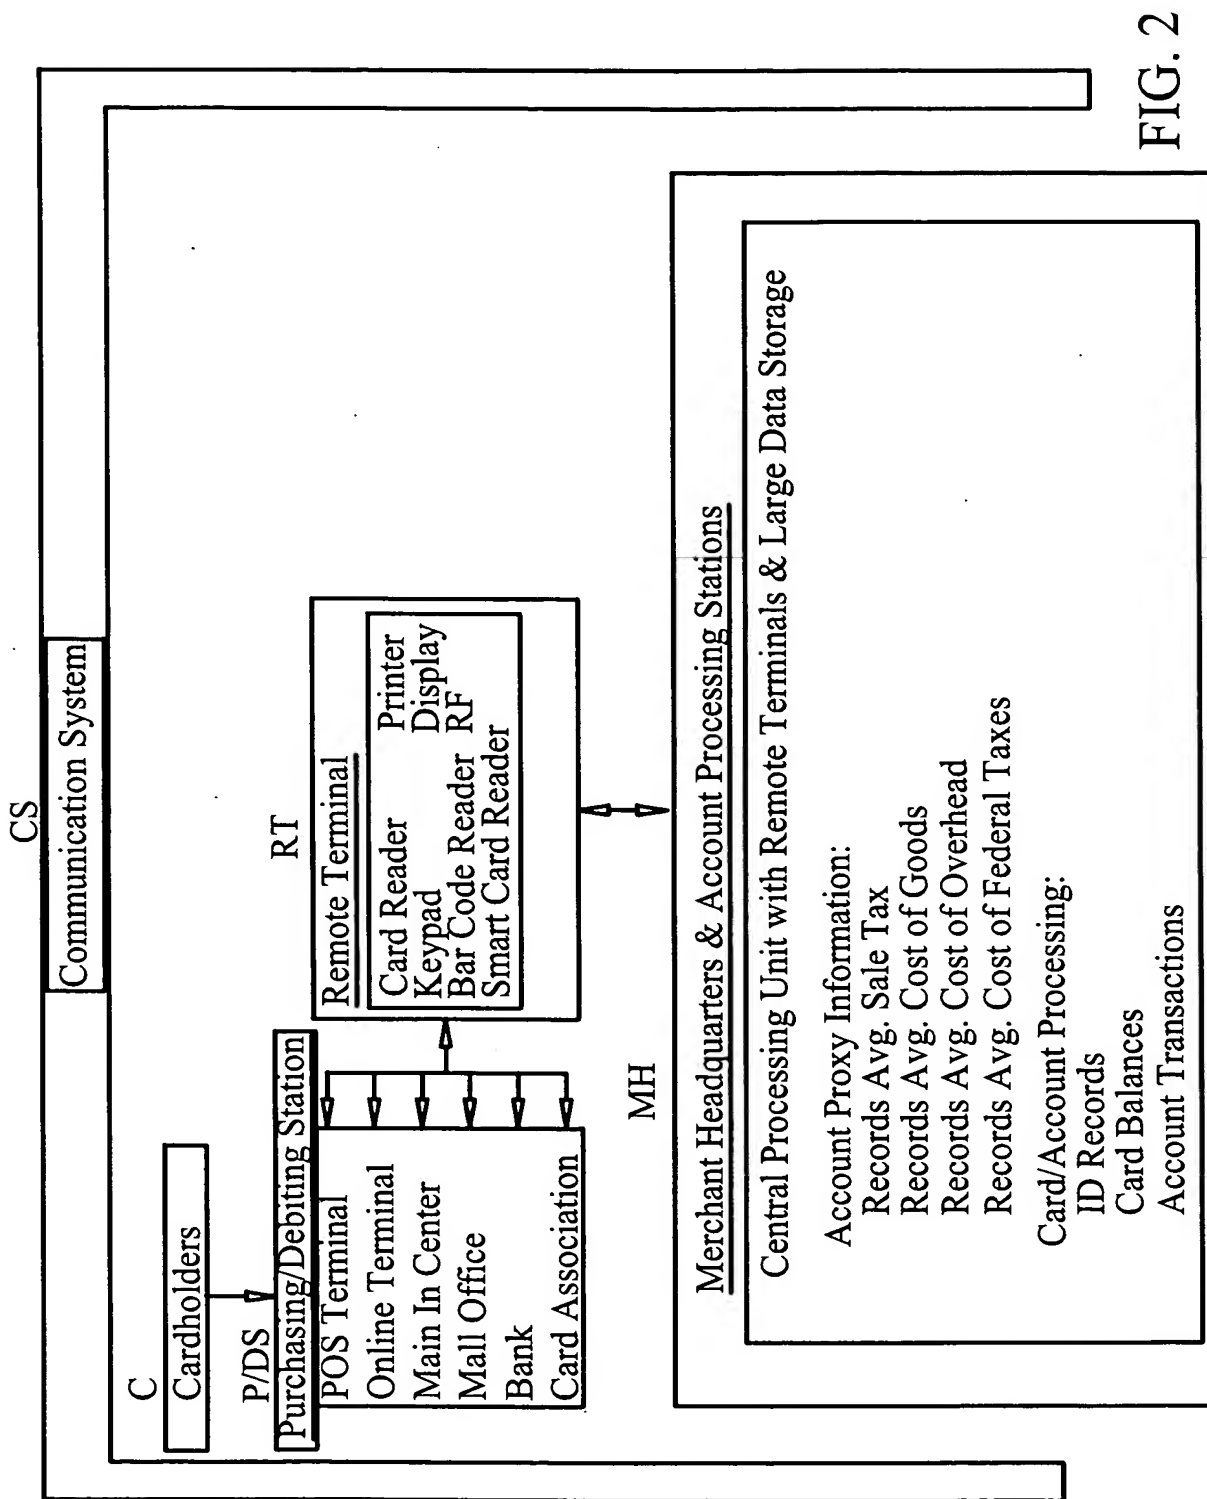 CS
Communication System
C
Cardholders
P/DS
Purchasing/Debiting Station
POS Terminal
Online Terminal
Main In Center
Mall Office
Bank
Card Association
RT
Remote Terminal
Card Reader Printer
Keypad Display
Bar Code Reader RF
Smart Card Reader
MH
Merchant Headquarters & Account Processing Stations
Central Processing Unit with Remote Terminals & Large Data Storage
Account Proxy Information:
Records Avg. Sale Tax
Records Avg. Cost of Goods
Records Avg. Cost of Overhead
Records Avg. Cost of Federal Taxes
Card/Account Processing:
ID Records
Card Balances
Account Transactions
FIG. 2